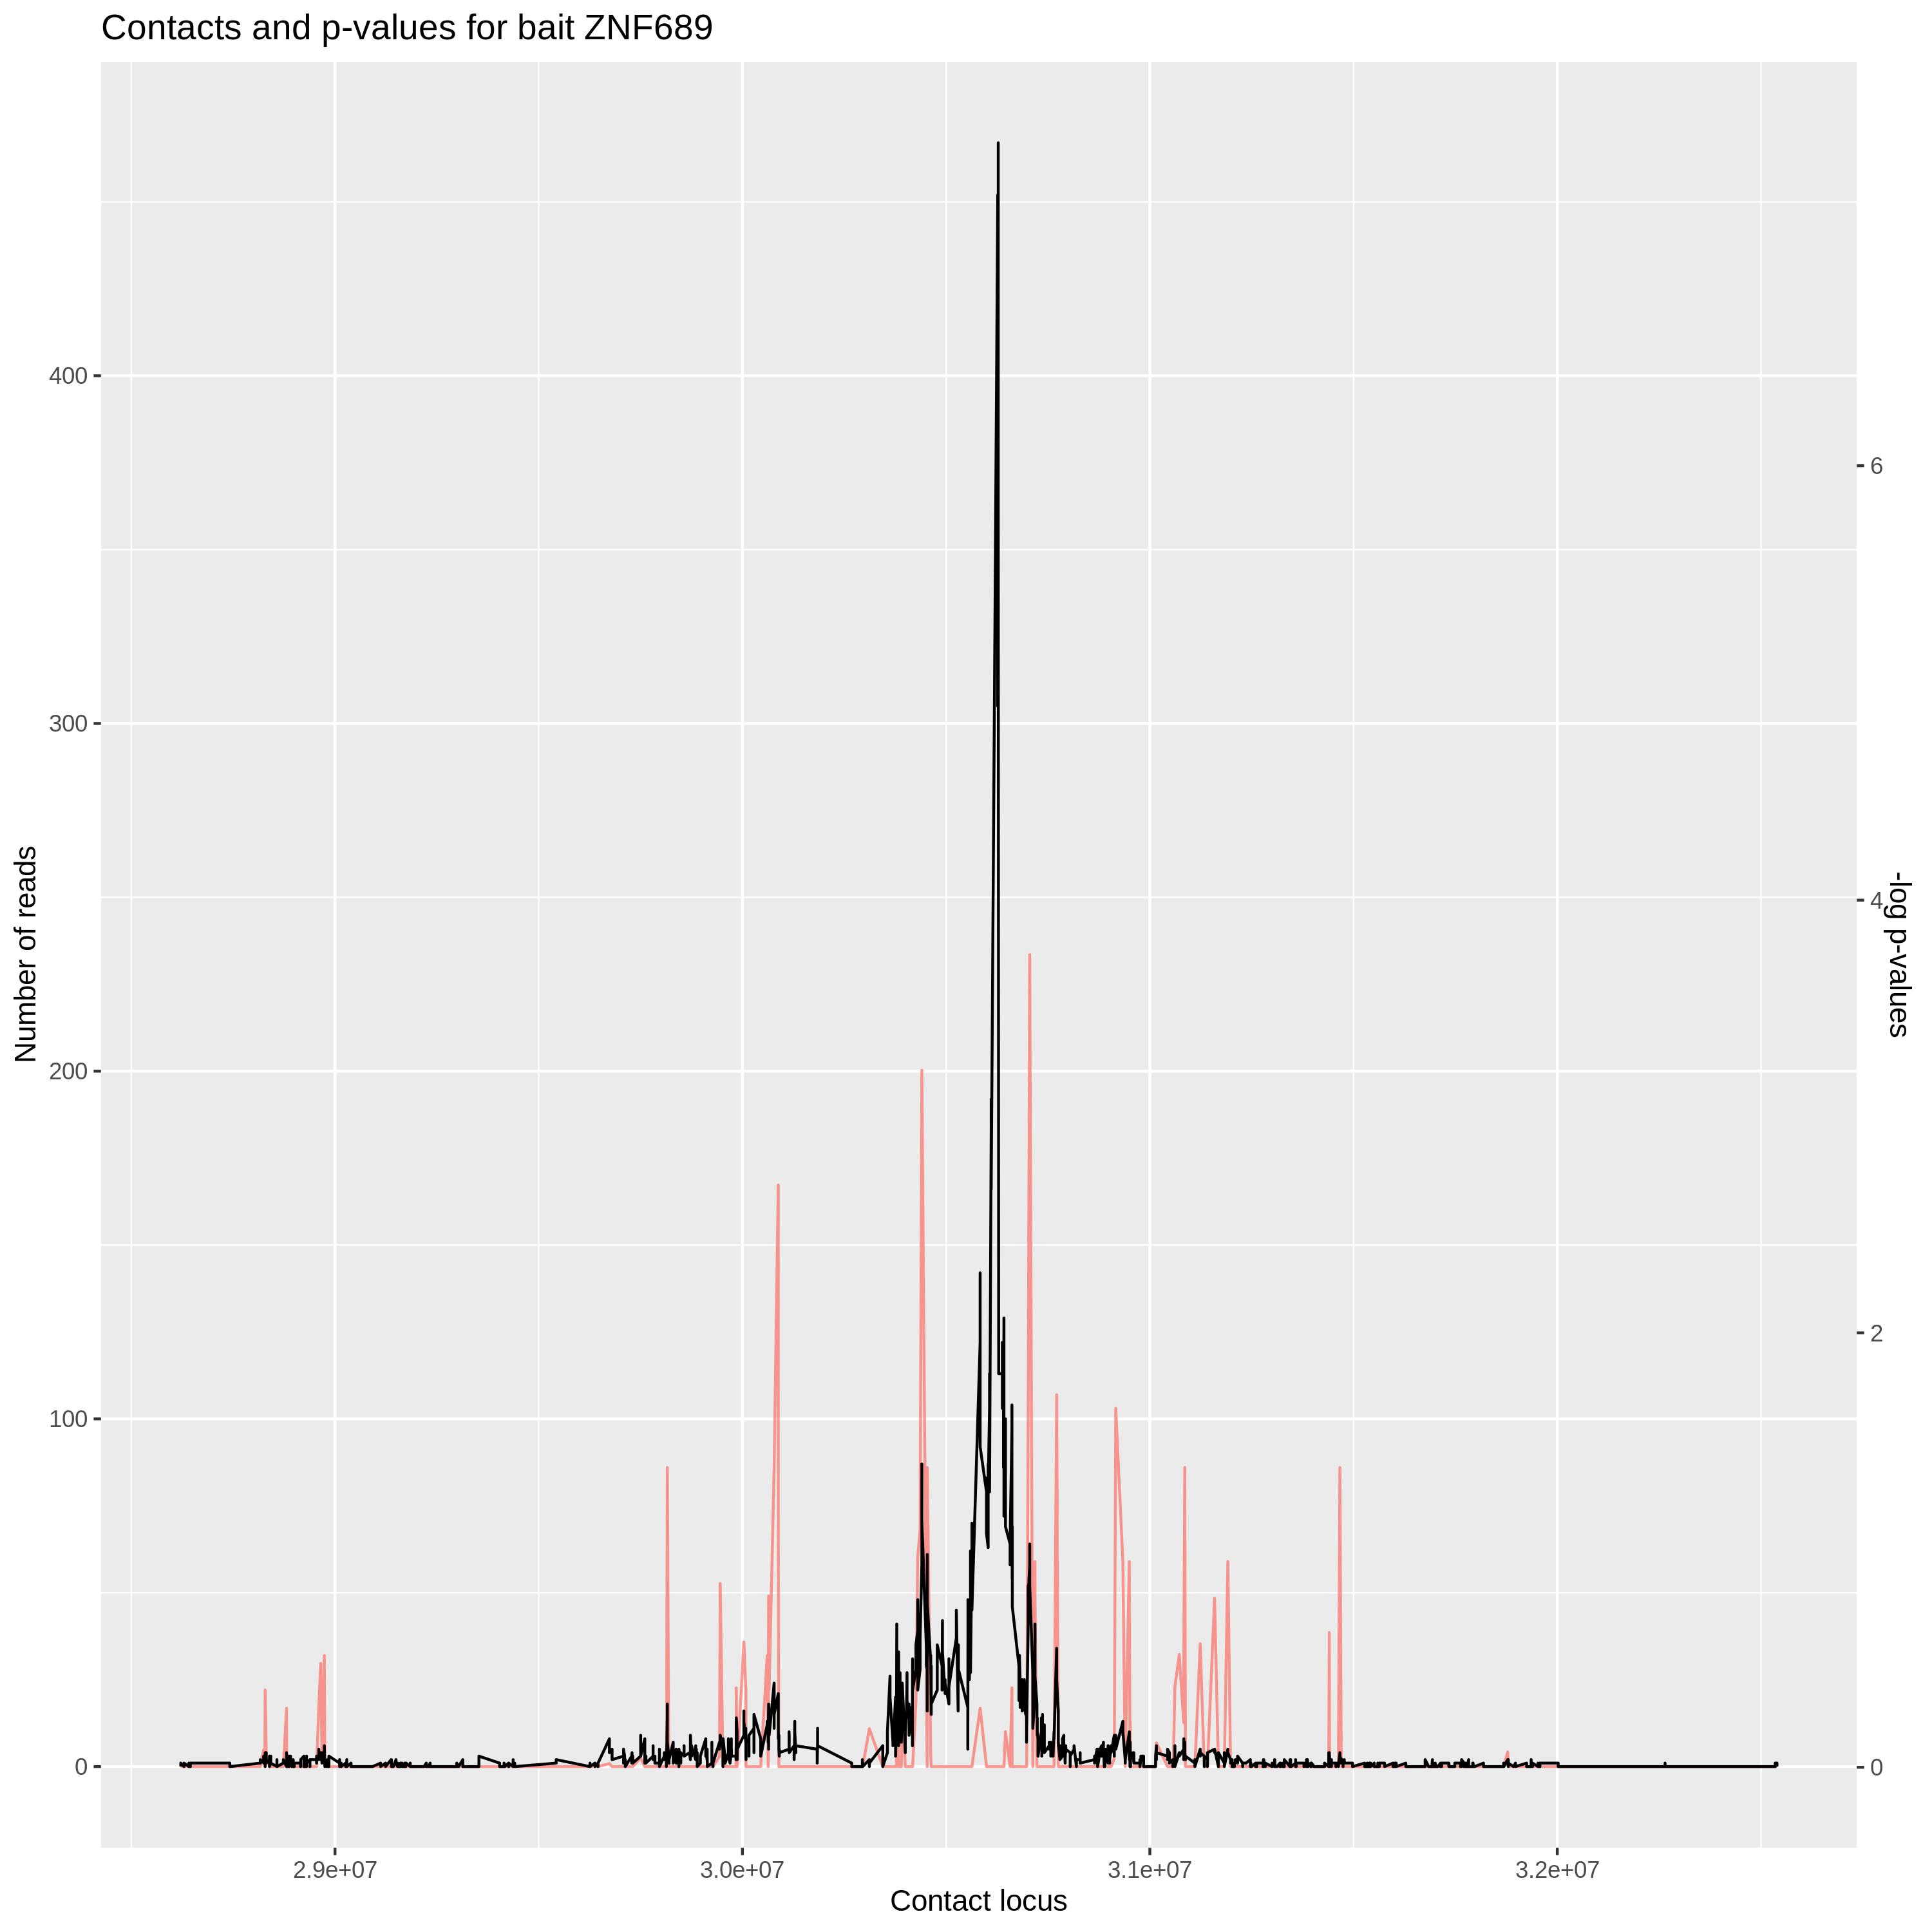 Contacts and p-values for bait ZNF689
Number of reads
400
300
200
100
0
6
4
2
0
-log p-values
2.9e+07
3.0e+07
3.1e+07
3.2e+07
Contact locus